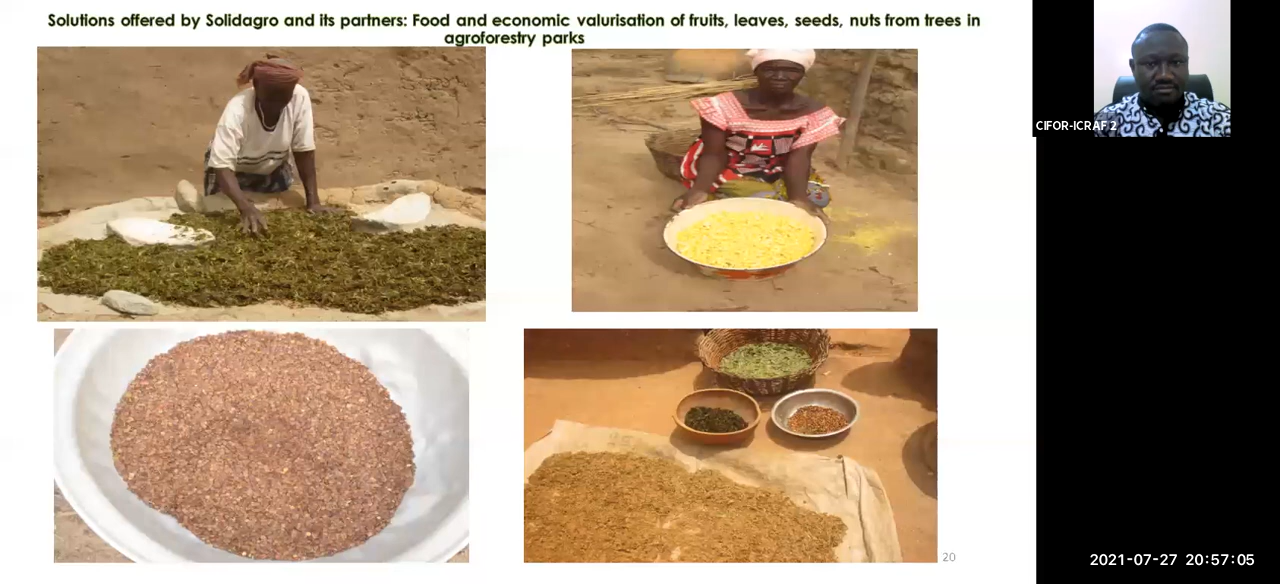 Solutions offered by Solidagro and its partners: Food and economic valurisation of fruits, leaves, seeds, nuts from trees in
agroforestry parks
CIFOR-ICRAF 2
20
2021-07-27 20:57:05